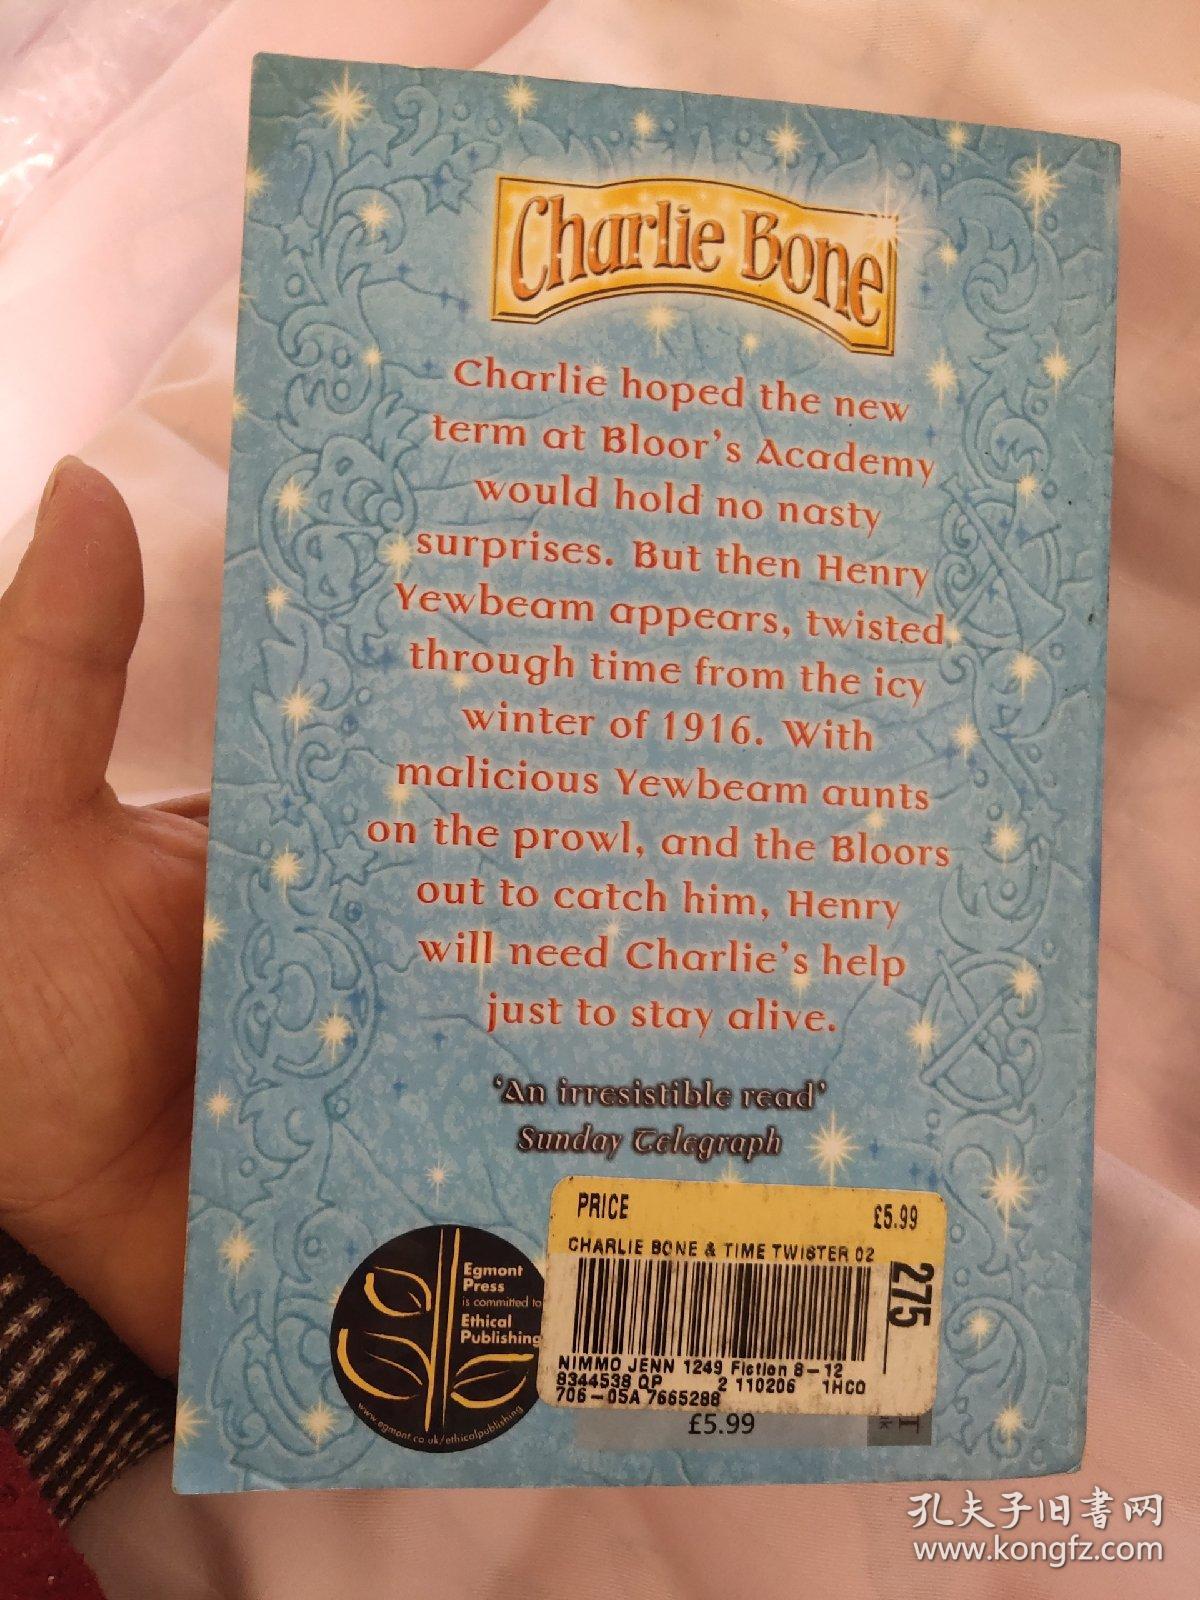 Charlie Bone
Charlie hoped the new
term at Bloor's Academy
would hold no nasty
surprises. But then Henry
Yewbeam appears, twisted
through time from the icy
winter of 1916. With
malicious Yewbeam aunts
on the prowl, and the Bloors
out to catch him, Henry
will need Charlie's help
just to stay alive.
'An irresistible read'
Sunday Telegraph
PRICE £5.99
CHARLIE BONE & TIME TWISTER 02
275
NIMMO JENN 1249 Fiction 8-12
8344538 QP 2 110206 1HCO
706-05A 7665288
£5.99
Egmont
Press
is committed to
Ethical
Publishing
www.egmont.co.uk/ethicalpublishing
孔夫子旧书网
www.kongfz.com